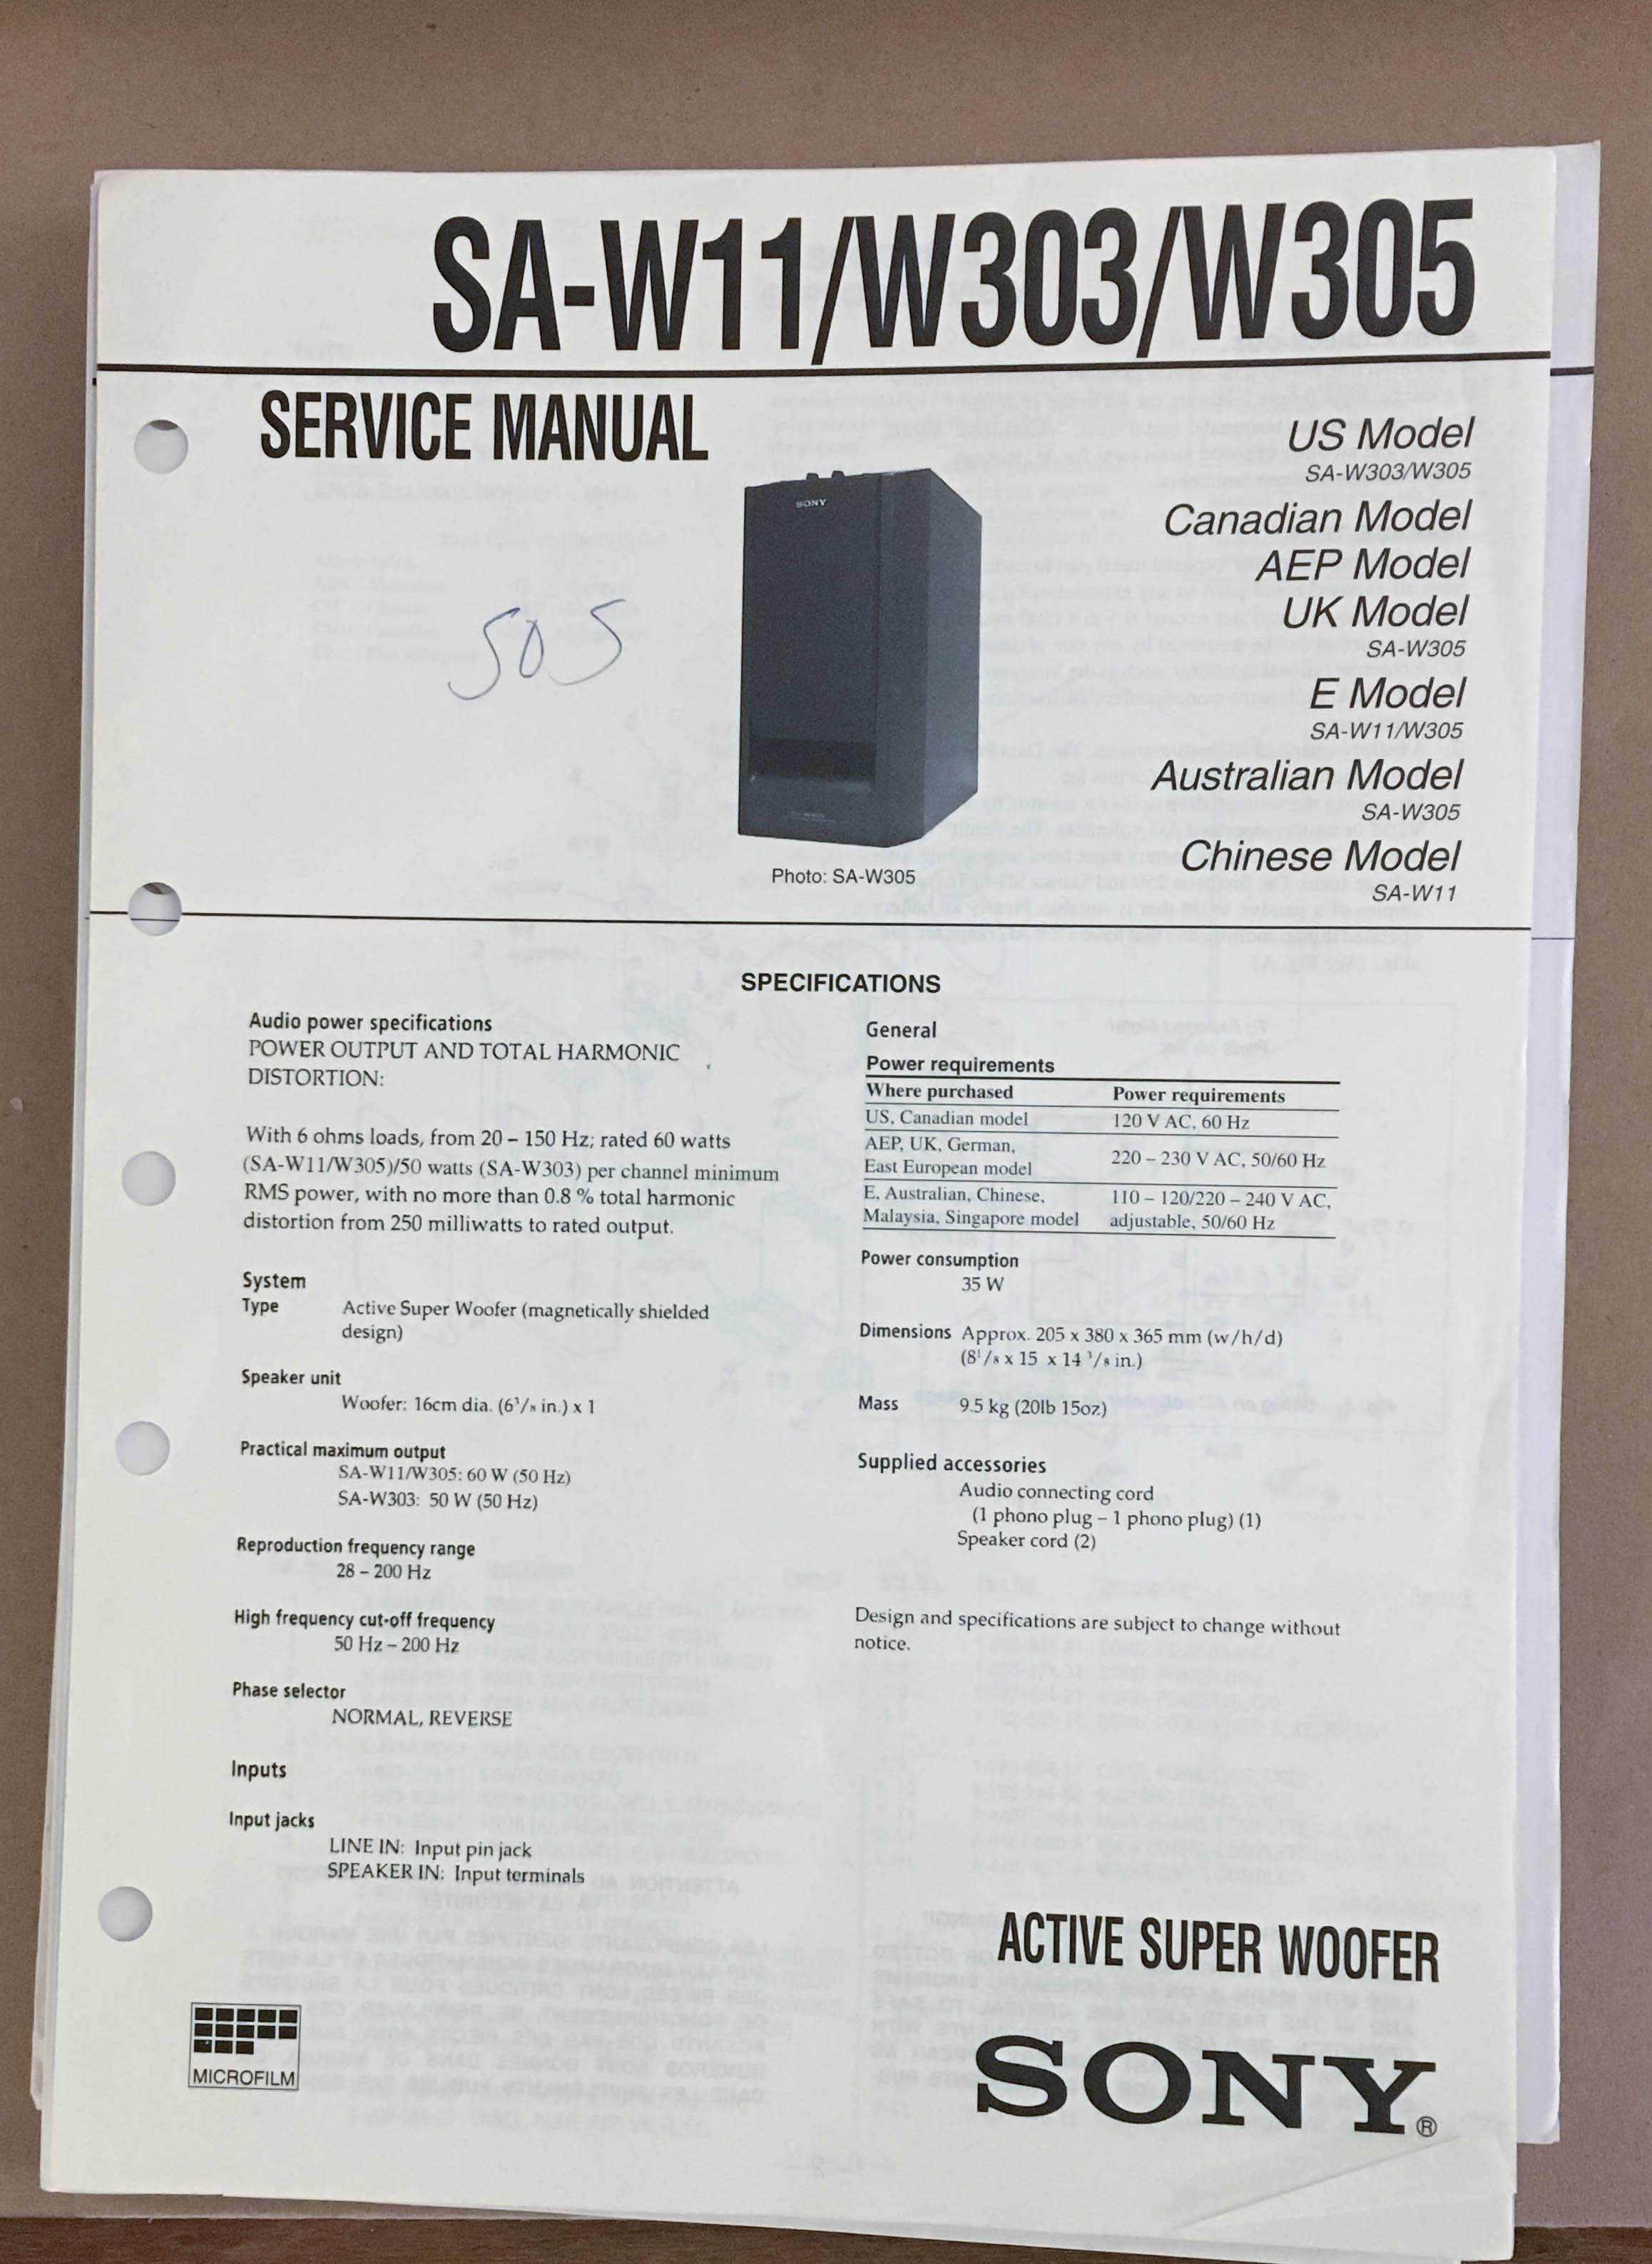 SA-W11/W303/W305
SERVICE MANUAL
505
SONY
Photo: SA-W305
US Model
SA-W303/W305
Canadian Model
AEP Model
UK Model
SA-W305
E Model
SA-W11/W305
Australian Model
SA-W305
Chinese Model
SA-W11
SPECIFICATIONS
Audio power specifications
POWER OUTPUT AND TOTAL HARMONIC
DISTORTION:
With 6 ohms loads, from 20 – 150 Hz; rated 60 watts
(SA-W11/W305)/50 watts (SA-W303) per channel minimum
RMS power, with no more than 0.8 % total harmonic
distortion from 250 milliwatts to rated output.
System
Type Active Super Woofer (magnetically shielded
design)
Speaker unit
Woofer: 16cm dia. (6 3/8 in.) x 1
Practical maximum output
SA-W11/W305: 60 W (50 Hz)
SA-W303: 50 W (50 Hz)
Reproduction frequency range
28 – 200 Hz
High frequency cut-off frequency
50 Hz – 200 Hz
Phase selector
NORMAL, REVERSE
Inputs
Input jacks
LINE IN: Input pin jack
SPEAKER IN: Input terminals
General
Power requirements
Where purchased Power requirements
US, Canadian model 120 V AC, 60 Hz
AEP, UK, German,
East European model 220 – 230 V AC, 50/60 Hz
E, Australian, Chinese, 110 – 120/220 – 240 V AC,
Malaysia, Singapore model adjustable, 50/60 Hz
Power consumption
35 W
Dimensions Approx. 205 x 380 x 365 mm (w/h/d)
(8 1/8 x 15 x 14 3/8 in.)
Mass 9.5 kg (20lb 15oz)
Supplied accessories
Audio connecting cord
(1 phono plug – 1 phono plug) (1)
Speaker cord (2)
Design and specifications are subject to change without
notice.
MICROFILM
ACTIVE SUPER WOOFER
SONY®